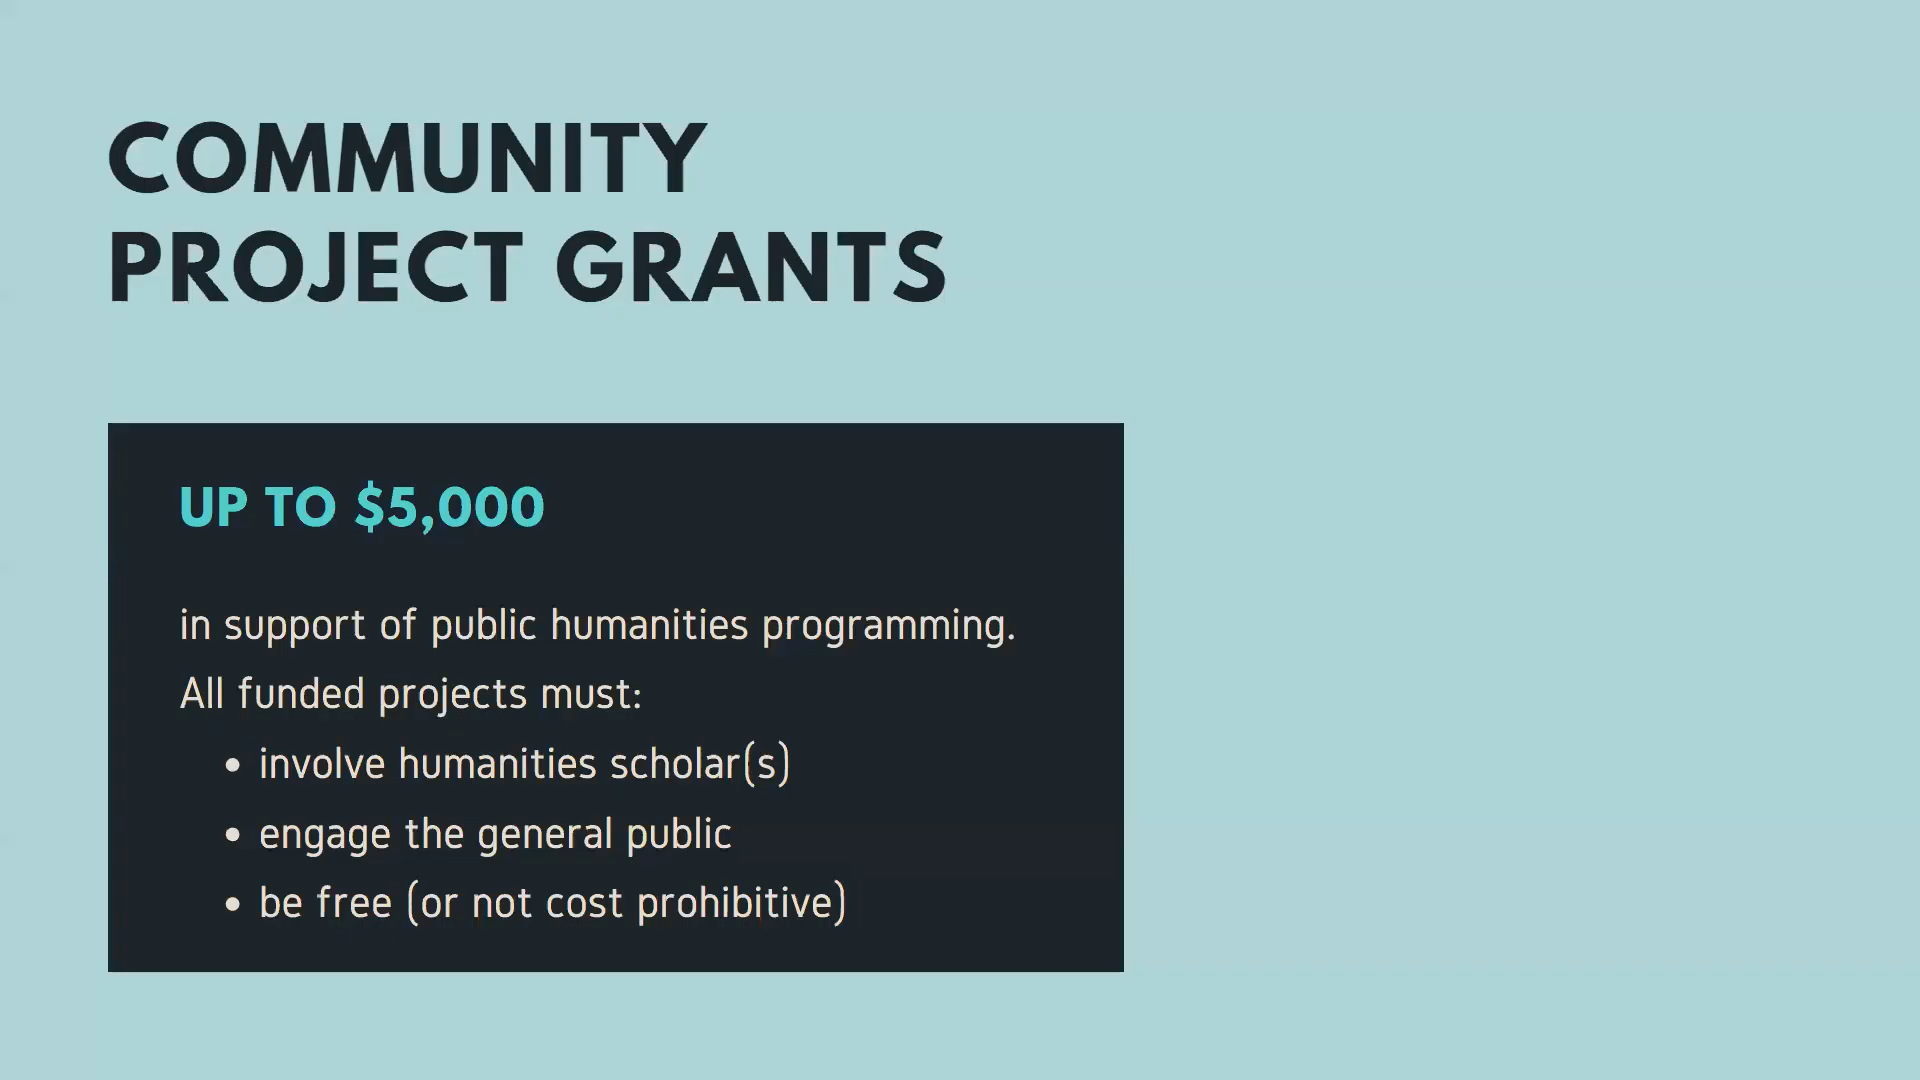 COMMUNITY
PROJECT GRANTS
UP TO $5,000
in support of public humanities programming.
All funded projects must:
• involve humanities scholar(s)
• engage the general public
• be free (or not cost prohibitive)